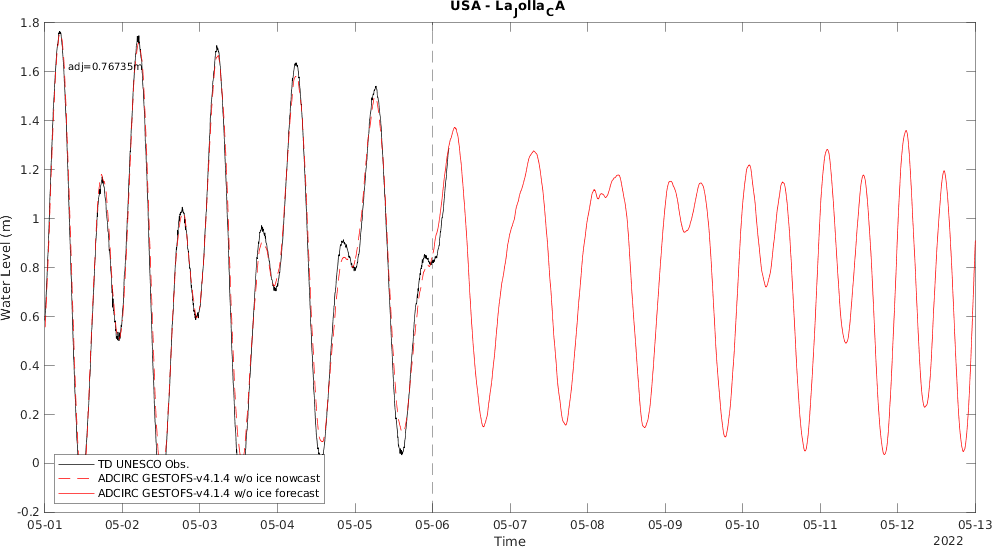 USA - LaJollaCA
adj=0.76735m
Water Level (m)
1.8
1.6
1.4
1.2
1
0.8
0.6
0.4
0.2
0
-0.2
TD UNESCO Obs.
ADCIRC GESTOFS-v4.1.4 w/o ice nowcast
ADCIRC GESTOFS-v4.1.4 w/o ice forecast
05-01 05-02 05-03 05-04 05-05 05-06 05-07 05-08 05-09 05-10 05-11 05-12 05-13
Time
2022